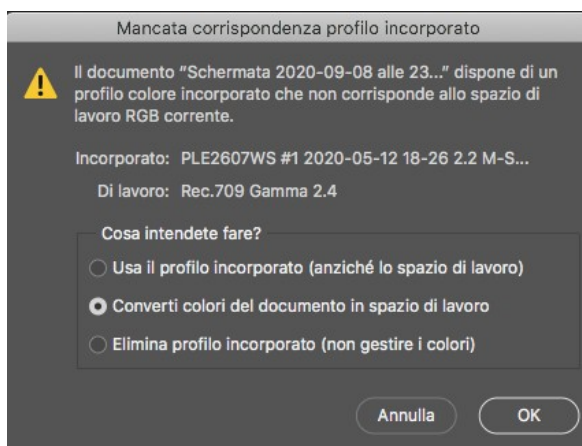 Mancata corrispondenza profilo incorporato
Il documento “Schermata 2020-09-08 alle 23...” dispone di un
profilo colore incorporato che non corrisponde allo spazio di
lavoro RGB corrente.
Incorporato: PLE2607WS #1 2020-05-12 18-26 2.2 M-S...
Di lavoro: Rec.709 Gamma 2.4
Cosa intendete fare?
Usa il profilo incorporato (anziché lo spazio di lavoro)
Converti colori del documento in spazio di lavoro
Elimina profilo incorporato (non gestire i colori)
Annulla OK